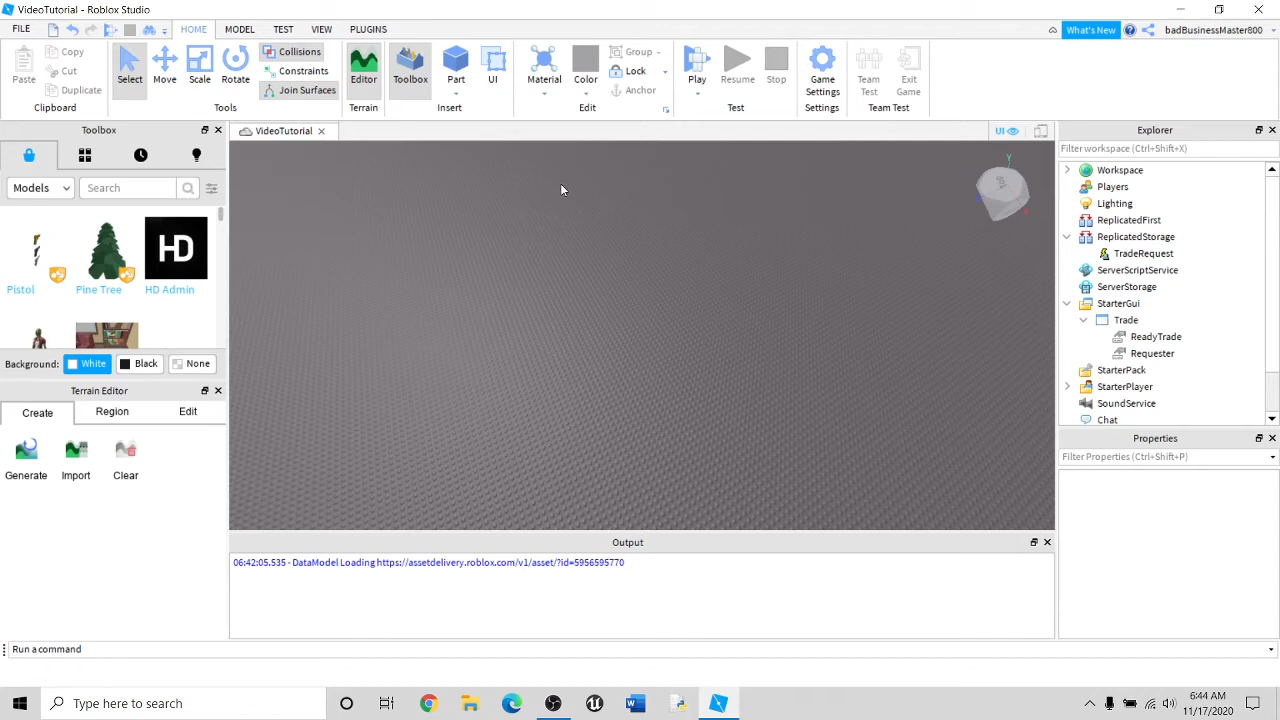 VideoTutorial - Roblox Studio
FILE
HOME MODEL TEST VIEW PLUGINS
What's New
badBusinessMaster800
Paste
Copy
Cut
Duplicate
Clipboard
Select
Move
Scale
Rotate
Collisions
Constraints
Join Surfaces
Tools
Editor
Terrain
Toolbox
Part
UI
Insert
Material
Color
Group
Lock
Anchor
Edit
Play
Resume
Stop
Test
Game
Settings
Settings
Team
Test
Exit
Game
Team Test
Toolbox
Models
Search
HD
Pistol
Pine Tree
HD Admin
Background:
White
Black
None
Terrain Editor
Create
Region
Edit
Generate
Import
Clear
VideoTutorial
UI
Y
Output
06:42:05.535 - DataModel Loading https://assetdelivery.roblox.com/v1/asset/?id=5956595770
Run a command
Explorer
Filter workspace (Ctrl+Shift+X)
Workspace
Players
Lighting
ReplicatedFirst
ReplicatedStorage
TradeRequest
ServerScriptService
ServerStorage
StarterGui
Trade
ReadyTrade
Requester
StarterPack
StarterPlayer
SoundService
Chat
Properties
Filter Properties (Ctrl+Shift+P)
Type here to search
6:44 AM
11/17/2020